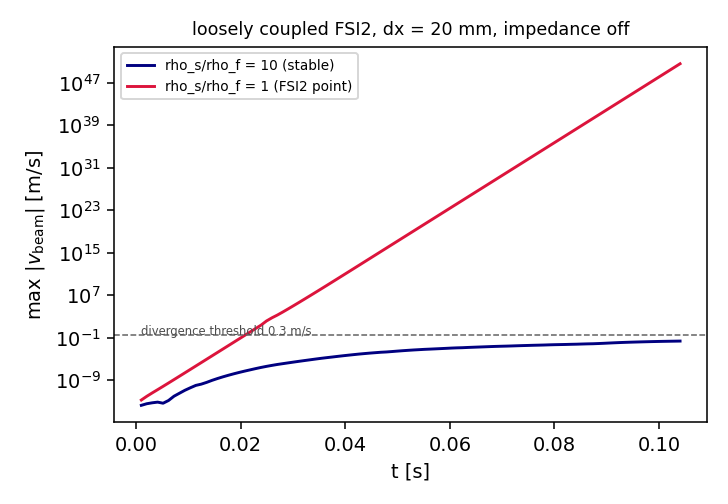 loosely coupled FSI2, dx = 20 mm, impedance off
rho_s/rho_f = 10 (stable)
rho_s/rho_f = 1 (FSI2 point)
max |v_beam| [m/s]
10^47
10^39
10^31
10^23
10^15
10^7
10^−1
10^−9
divergence threshold 0.3 m/s
0.00
0.02
0.04
0.06
0.08
0.10
t [s]